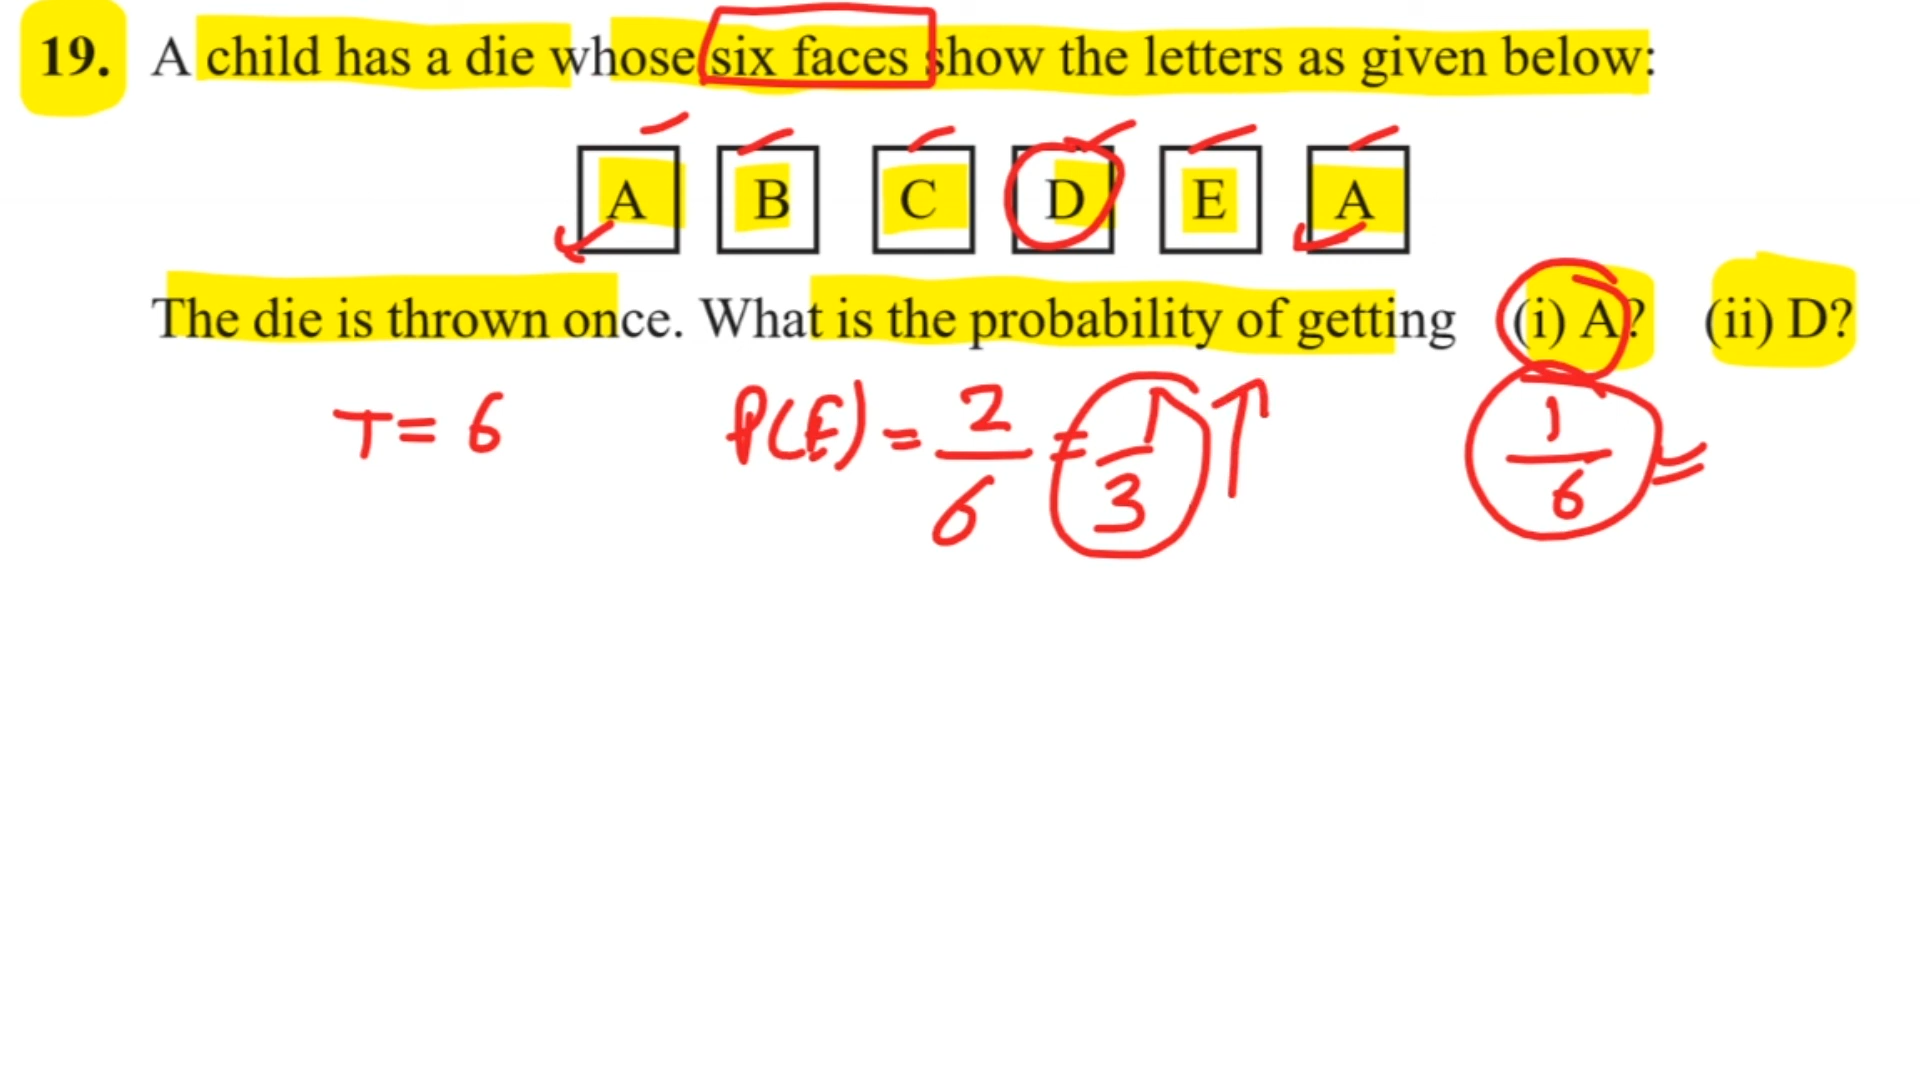 19. A child has a die whose six faces show the letters as given below:
A B C D E A
The die is thrown once. What is the probability of getting (i) A? (ii) D?
T = 6 P(E) = 2/6 = 1/3 1/6